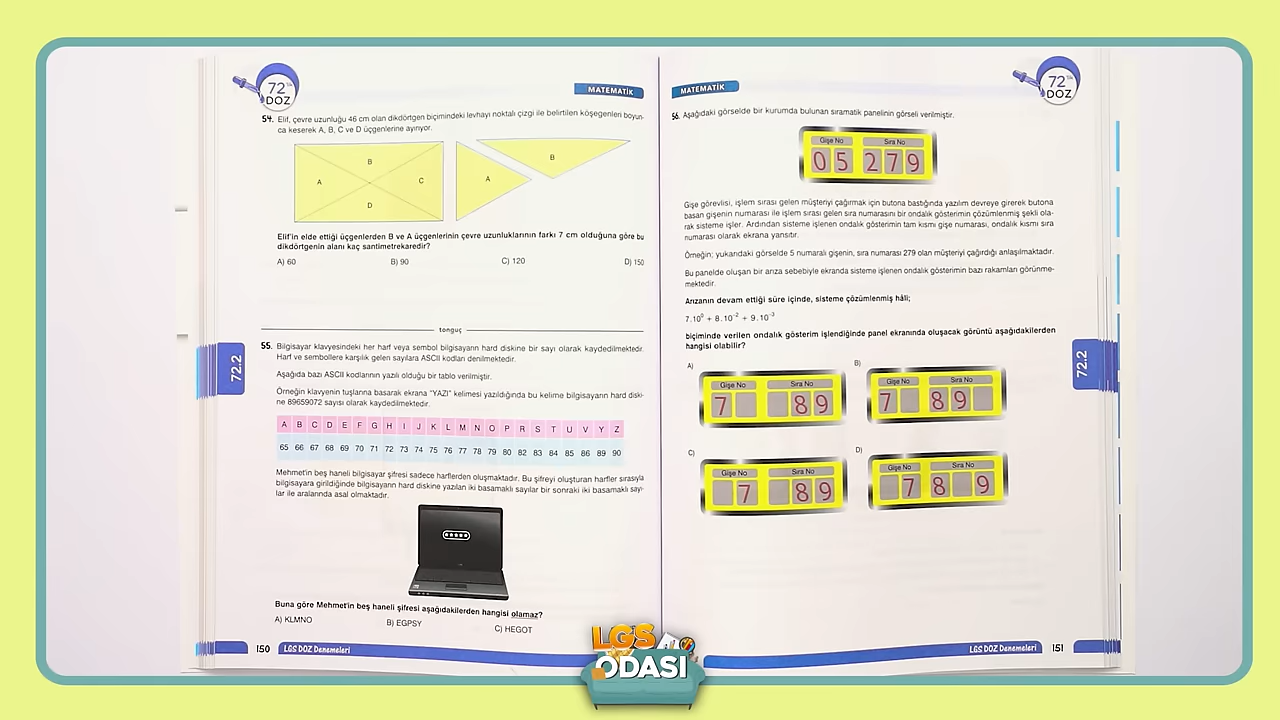 72'lik
DOZ
MATEMATİK
54. Elif, çevre uzunluğu 46 cm olan dikdörtgen biçimindeki levhayı noktalı çizgi ile belirtilen köşegenleri boyun-
ca keserek A, B, C ve D üçgenlerine ayırıyor.
A
B
C
D
A
B
Elif'in elde ettiği üçgenlerden B ve A üçgenlerinin çevre uzunluklarının farkı 7 cm olduğuna göre bu
dikdörtgenin alanı kaç santimetrekaredir?
A) 60 B) 90 C) 120 D) 150
tonguç
55. Bilgisayar klavyesindeki her harf veya sembol bilgisayarın hard diskine bir sayı olarak kaydedilmektedir.
Harf ve sembollere karşılık gelen sayılara ASCII kodları denilmektedir.
Aşağıda bazı ASCII kodlarının yazılı olduğu bir tablo verilmiştir.
Örneğin klavyenin tuşlarına basarak ekrana "YAZI" kelimesi yazıldığında bu kelime bilgisayarın hard diski-
ne 89659072 sayısı olarak kaydedilmektedir.
A B C D E F G H I J K L M N O P R S T U V Y Z
65 66 67 68 69 70 71 72 73 74 75 76 77 78 79 80 82 83 84 85 86 89 90
Mehmet'in beş haneli bilgisayar şifresi sadece harflerden oluşmaktadır. Bu şifreyi oluşturan harfler sırasıyla
bilgisayara girildiğinde bilgisayarın hard diskine yazılan iki basamaklı sayılar bir sonraki iki basamaklı sayı-
lar ile aralarında asal olmaktadır.
Buna göre Mehmet'in beş haneli şifresi aşağıdakilerden hangisi olamaz?
A) KLMNO B) EGPSY C) HEGOT
72.2
150 LGS DOZ Denemeleri
MATEMATİK
72'lik
DOZ
56. Aşağıdaki görselde bir kurumda bulunan sıramatik panelinin görseli verilmiştir.
Gişe No Sıra No
05 279
Gişe görevlisi, işlem sırası gelen müşteriyi çağırmak için butona bastığında yazılım devreye girerek butona
basan gişenin numarası ile işlem sırası gelen sıra numarasını bir ondalık gösterimin çözümlenmiş şekli ola-
rak sisteme işler. Ardından sisteme işlenen ondalık gösterimin tam kısmı gişe numarası, ondalık kısmı sıra
numarası olarak ekrana yansıtır.
Örneğin; yukarıdaki görselde 5 numaralı gişenin, sıra numarası 279 olan müşteriyi çağırdığı anlaşılmaktadır.
Bu panelde oluşan bir arıza sebebiyle ekranda sisteme işlenen ondalık gösterimin bazı rakamları görünme-
mektedir.
Arızanın devam ettiği süre içinde, sisteme çözümlenmiş hâli;
7.10⁰ + 8.10⁻² + 9.10⁻³
biçiminde verilen ondalık gösterim işlendiğinde panel ekranında oluşacak görüntü aşağıdakilerden
hangisi olabilir?
A) Gişe No Sıra No
7 89
B) Gişe No Sıra No
7 89
C) Gişe No Sıra No
7 89
D) Gişe No Sıra No
7 8 9
72.2
LGS DOZ Denemeleri 151
LGS
ODASI